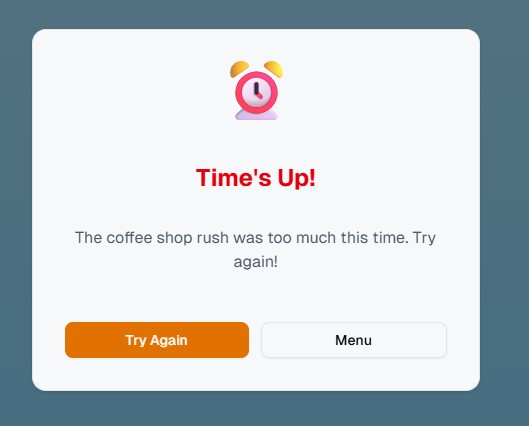 Time's Up!
The coffee shop rush was too much this time. Try
again!
Try Again
Menu